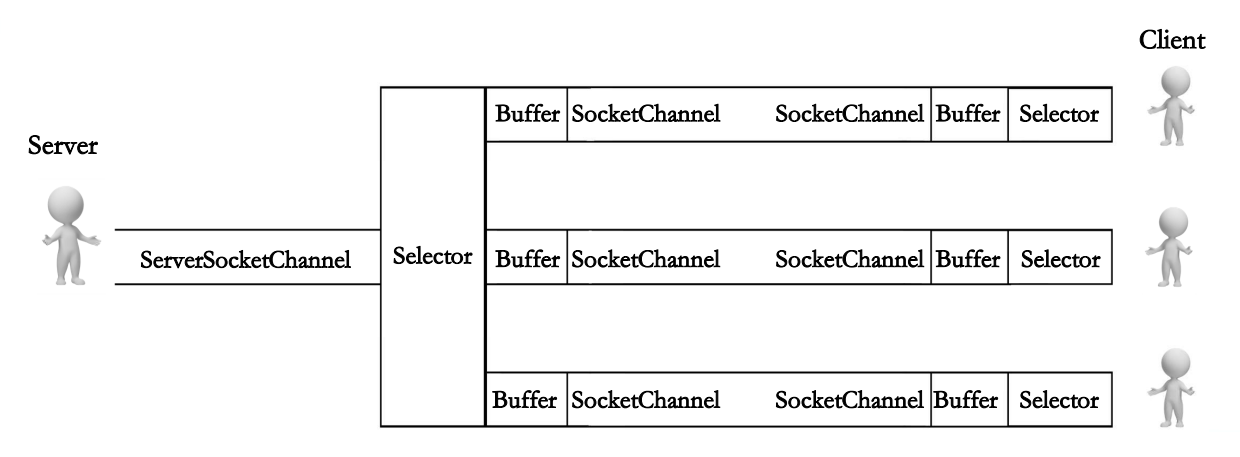 Client
Buffer SocketChannel SocketChannel Buffer Selector
Server
ServerSocketChannel Selector Buffer SocketChannel SocketChannel Buffer Selector
Buffer SocketChannel SocketChannel Buffer Selector